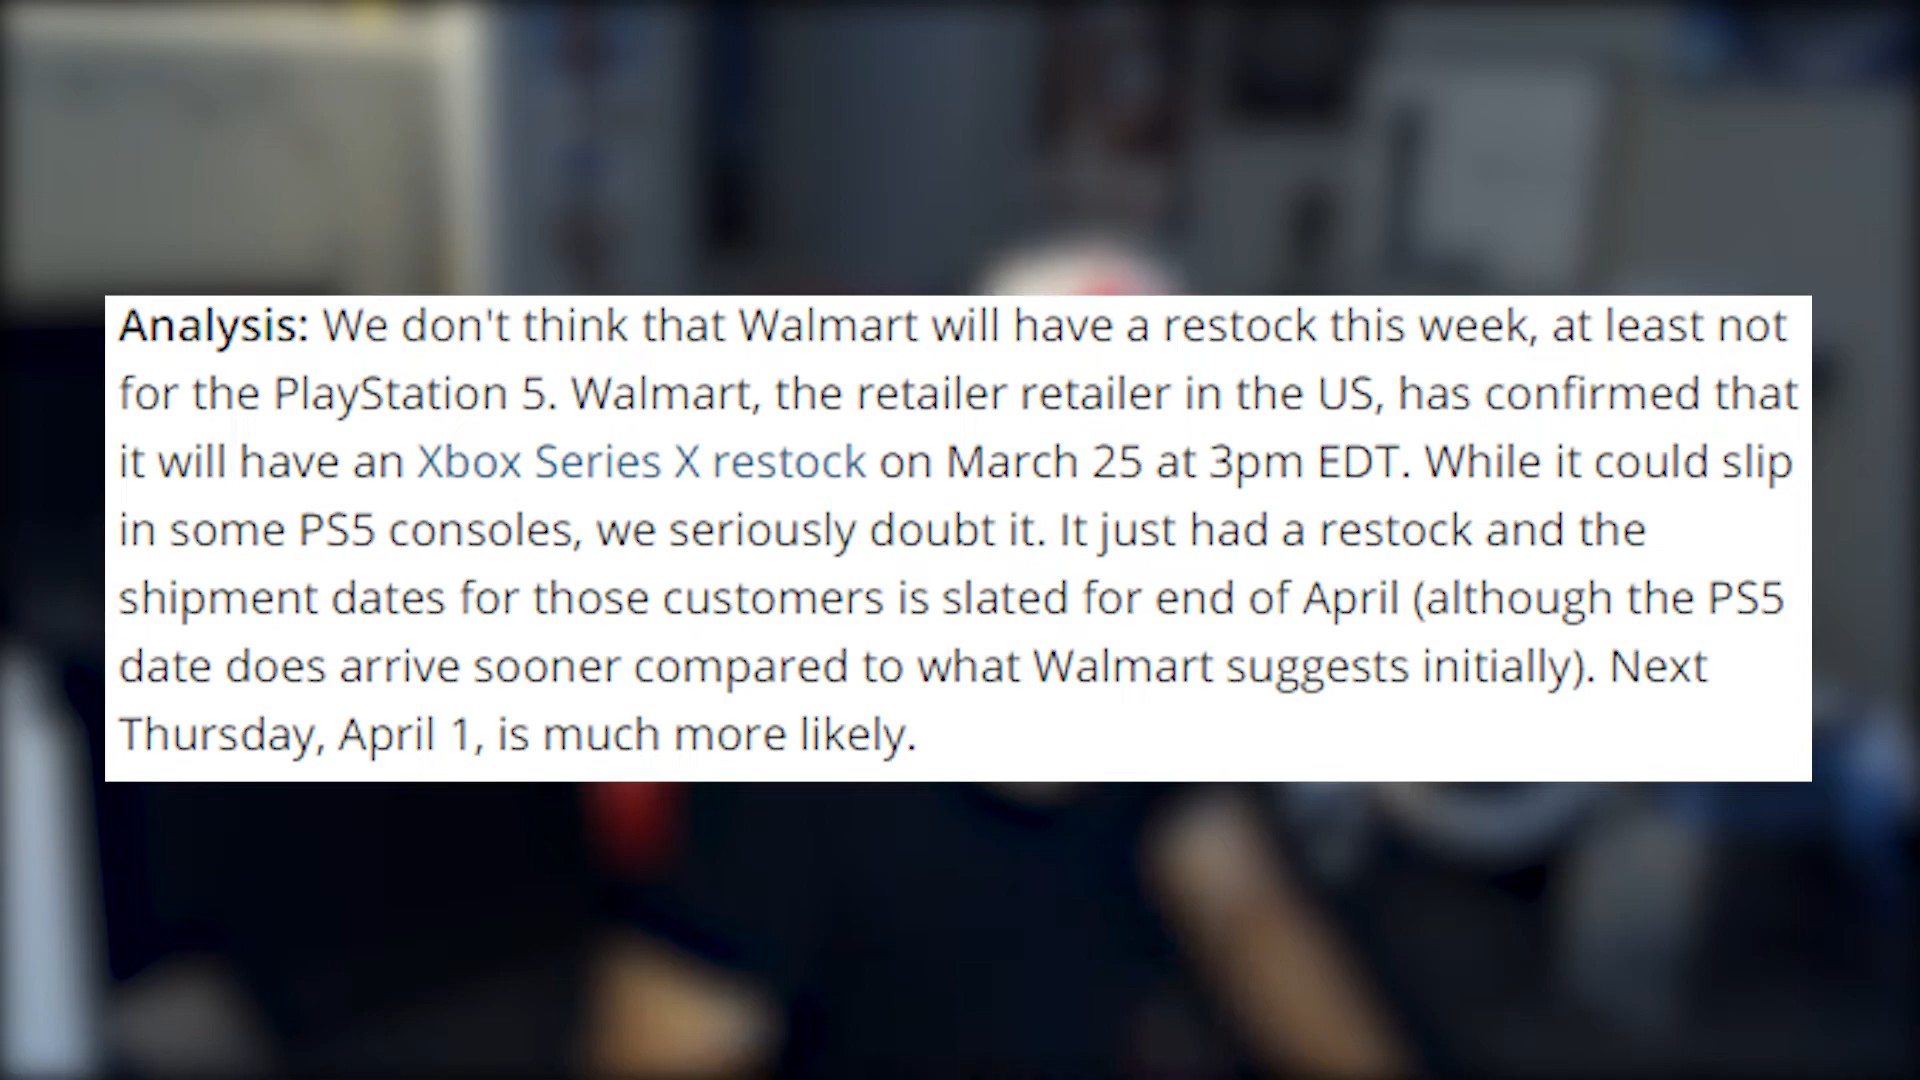 Analysis: We don't think that Walmart will have a restock this week, at least not
for the PlayStation 5. Walmart, the retailer retailer in the US, has confirmed that
it will have an Xbox Series X restock on March 25 at 3pm EDT. While it could slip
in some PS5 consoles, we seriously doubt it. It just had a restock and the
shipment dates for those customers is slated for end of April (although the PS5
date does arrive sooner compared to what Walmart suggests initially). Next
Thursday, April 1, is much more likely.